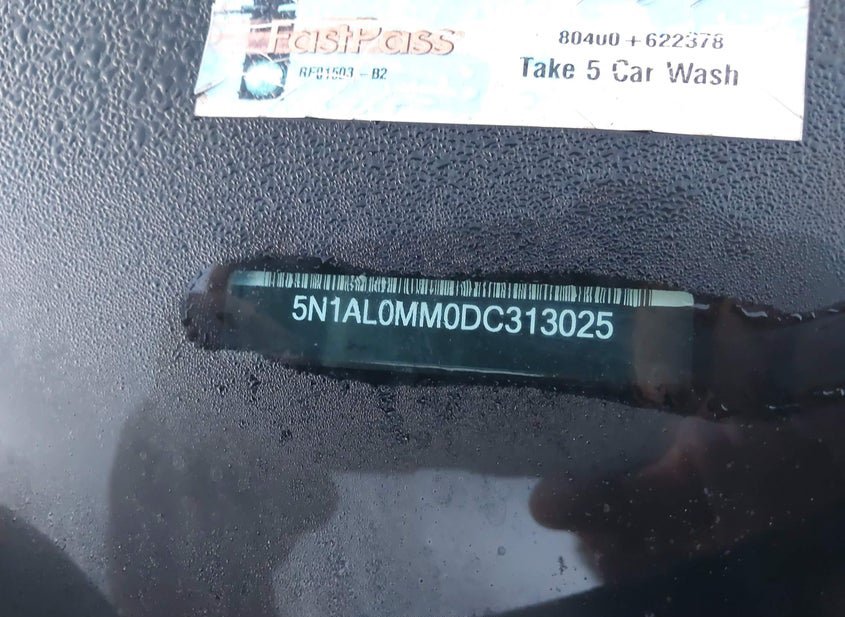 FastPass 80400+622378
RF01503-B2 Take 5 Car Wash
5N1AL0MM0DC313025